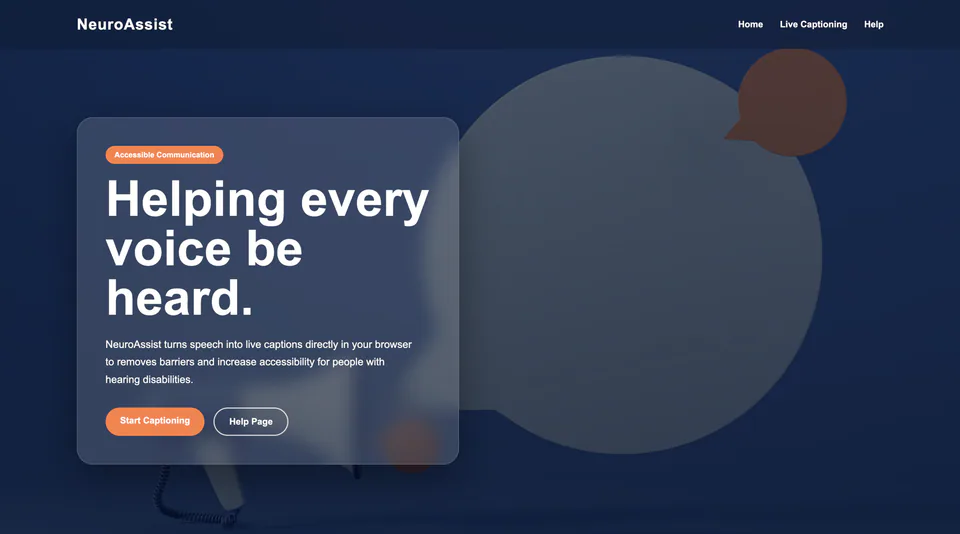 NeuroAssist
Home
Live Captioning
Help
Accessible Communication
Helping every
voice be
heard.
NeuroAssist turns speech into live captions directly in your browser
to removes barriers and increase accessibility for people with
hearing disabilities.
Start Captioning
Help Page